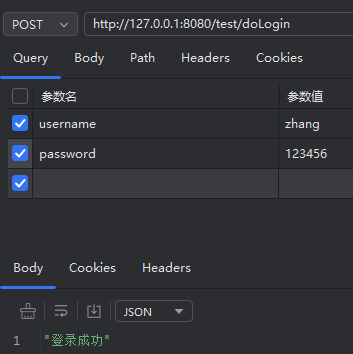 POST http://127.0.0.1:8080/test/doLogin
Query Body Path Headers Cookies
参数名 参数值
username zhang
password 123456
Body Cookies Headers
JSON
1 "登录成功"